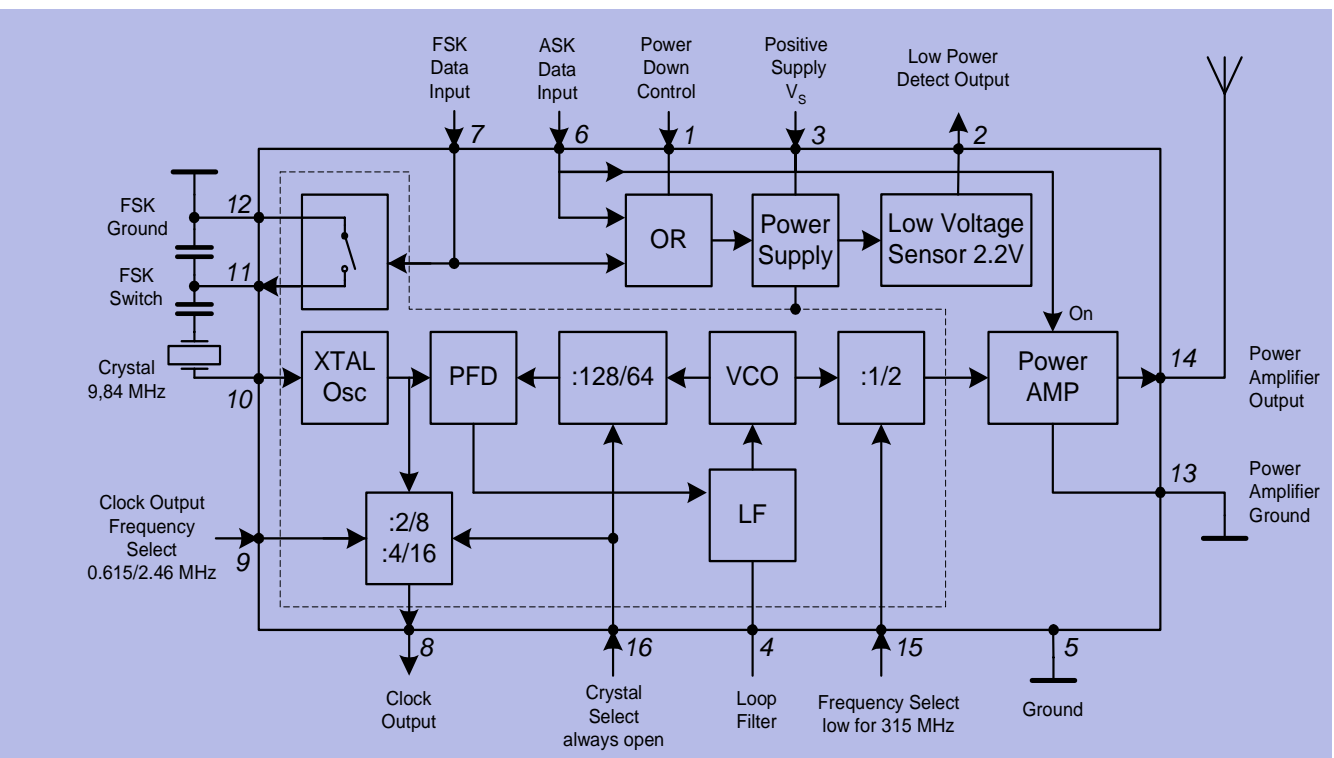 FSK
Data
Input
ASK
Data
Input
Power
Down
Control
Positive
Supply
VS
Low Power
Detect Output
7
6
1
3
2
12
FSK
Ground
11
FSK
Switch
OR
Power
Supply
Low Voltage
Sensor 2.2V
On
Crystal
9,84 MHz
10
XTAL
Osc
PFD
:128/64
VCO
:1/2
Power
AMP
14
Power
Amplifier
Output
13
Power
Amplifier
Ground
Clock Output
Frequency
Select
0.615/2.46 MHz
9
:2/8
:4/16
LF
8
16
4
15
5
Clock
Output
Crystal
Select
always open
Loop
Filter
Frequency Select
low for 315 MHz
Ground